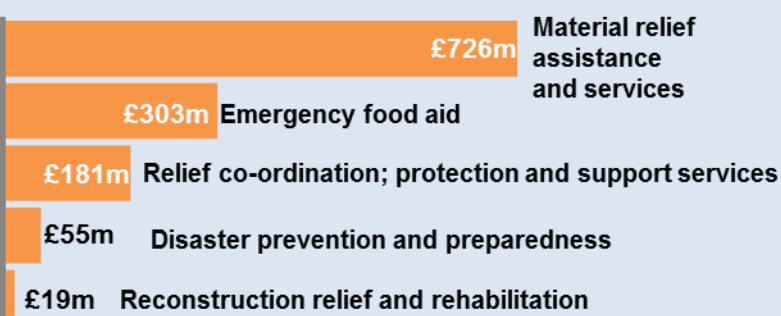 £726m
Material relief
assistance
and services
£303m Emergency food aid
£181m Relief co-ordination; protection and support services
£55m Disaster prevention and preparedness
£19m Reconstruction relief and rehabilitation